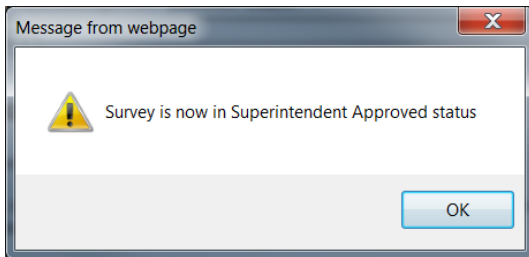 Message from webpage
Survey is now in Superintendent Approved status
OK